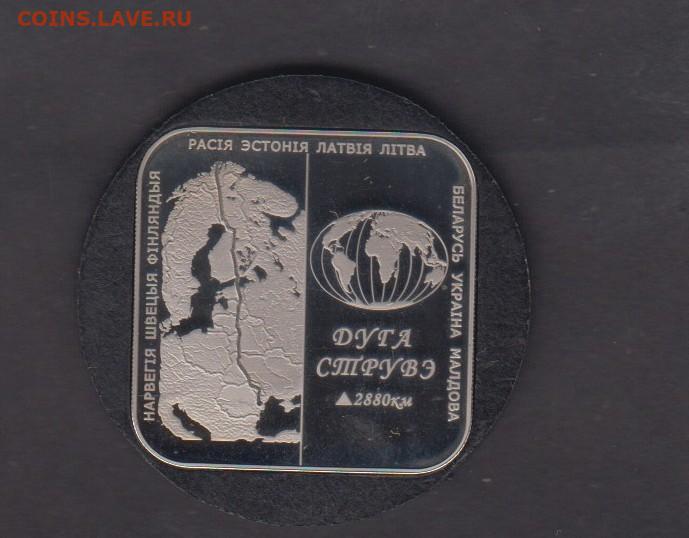 COINS.LAVE.RU
РАСІЯ ЭСТОНІЯ ЛАТВІЯ ЛІТВА
НАРВЕГІЯ ШВЕЦЫЯ ФІНЛЯНДЫЯ
БЕЛАРУСЬ УКРАІНА МАЛДОВА
ДУГА
СТРУВЭ
▲2880км